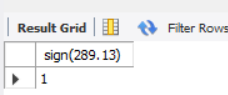 Result Grid Filter Rows
sign(289.13)
1